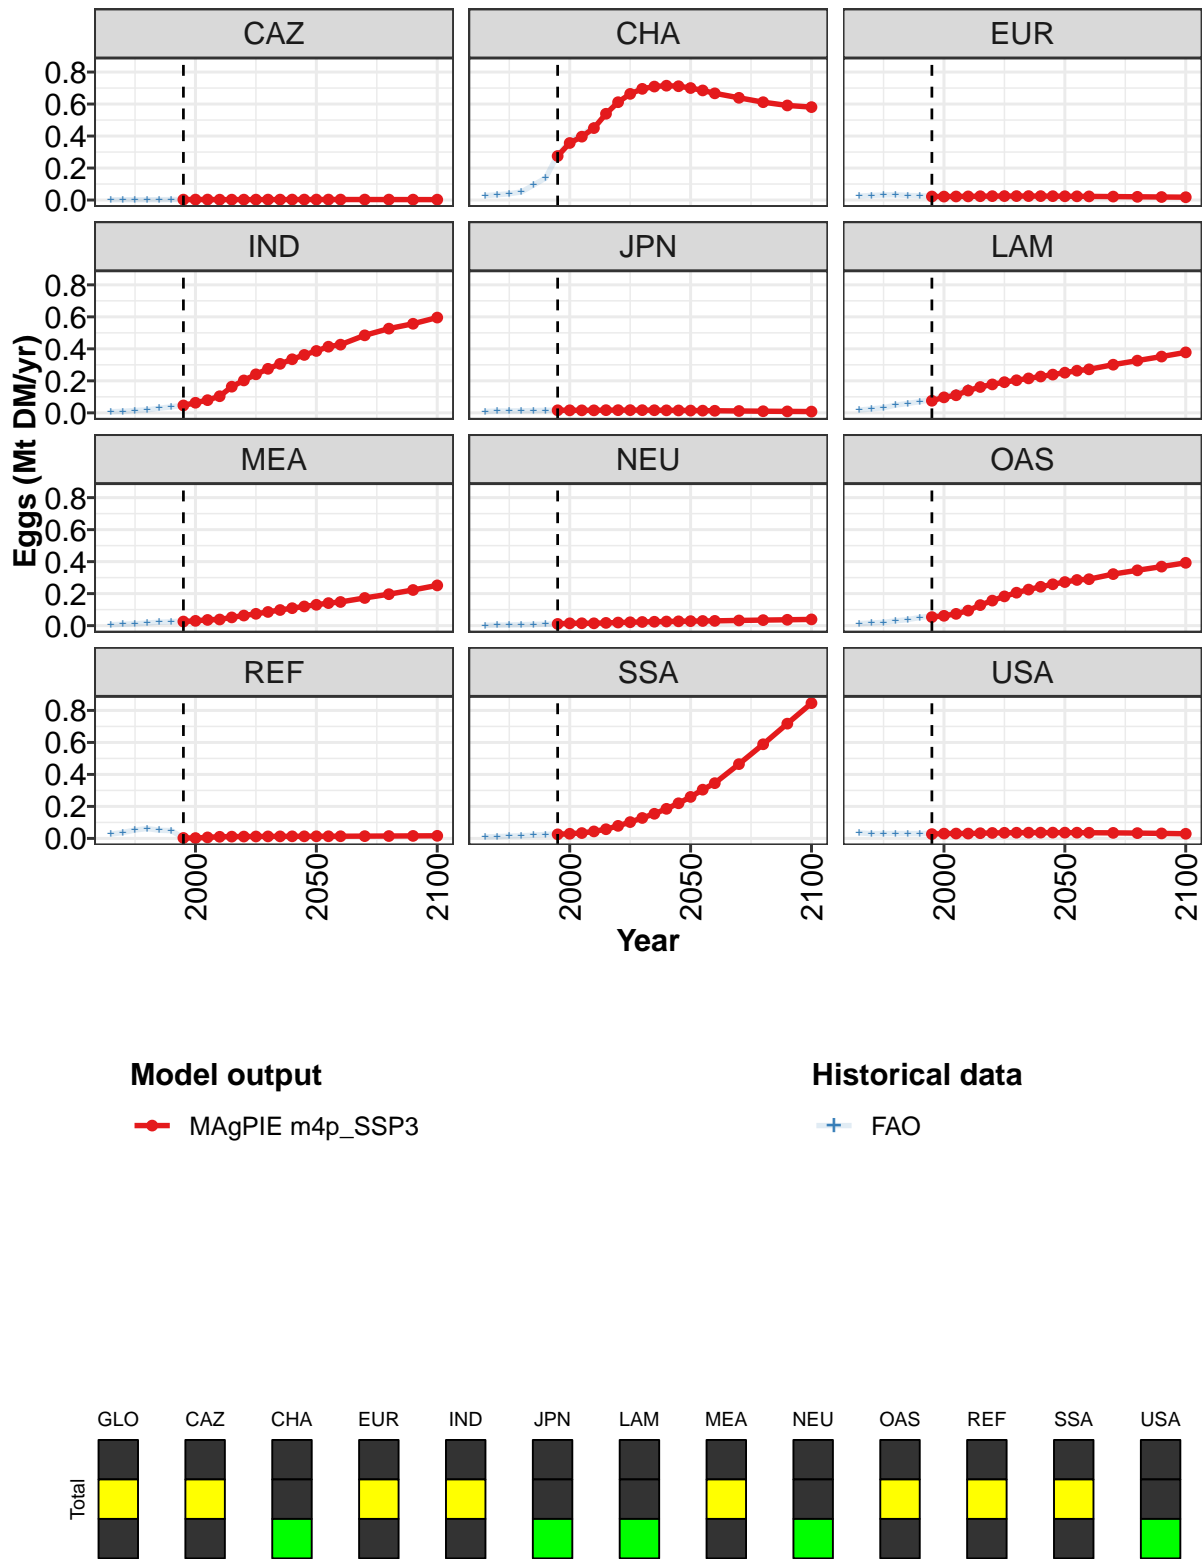 CAZ CHA EUR
0.8
0.6
0.4
0.2
0.0
IND JPN LAM
0.8
0.6
0.4
0.2
0.0
MEA NEU OAS
0.8
0.6
0.4
0.2
0.0
REF SSA USA
0.8
0.6
0.4
0.2
0.0
Eggs (Mt DM/yr)
2000 2050 2100 2000 2050 2100 2000 2050 2100
Year
Model output Historical data
MAgPIE m4p_SSP3 FAO
GLO CAZ CHA EUR IND JPN LAM MEA NEU OAS REF SSA USA
Total